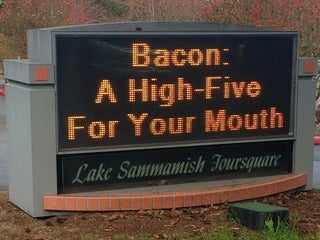 Bacon:
A High-Five
For Your Mouth
Lake Sammamish Foursquare